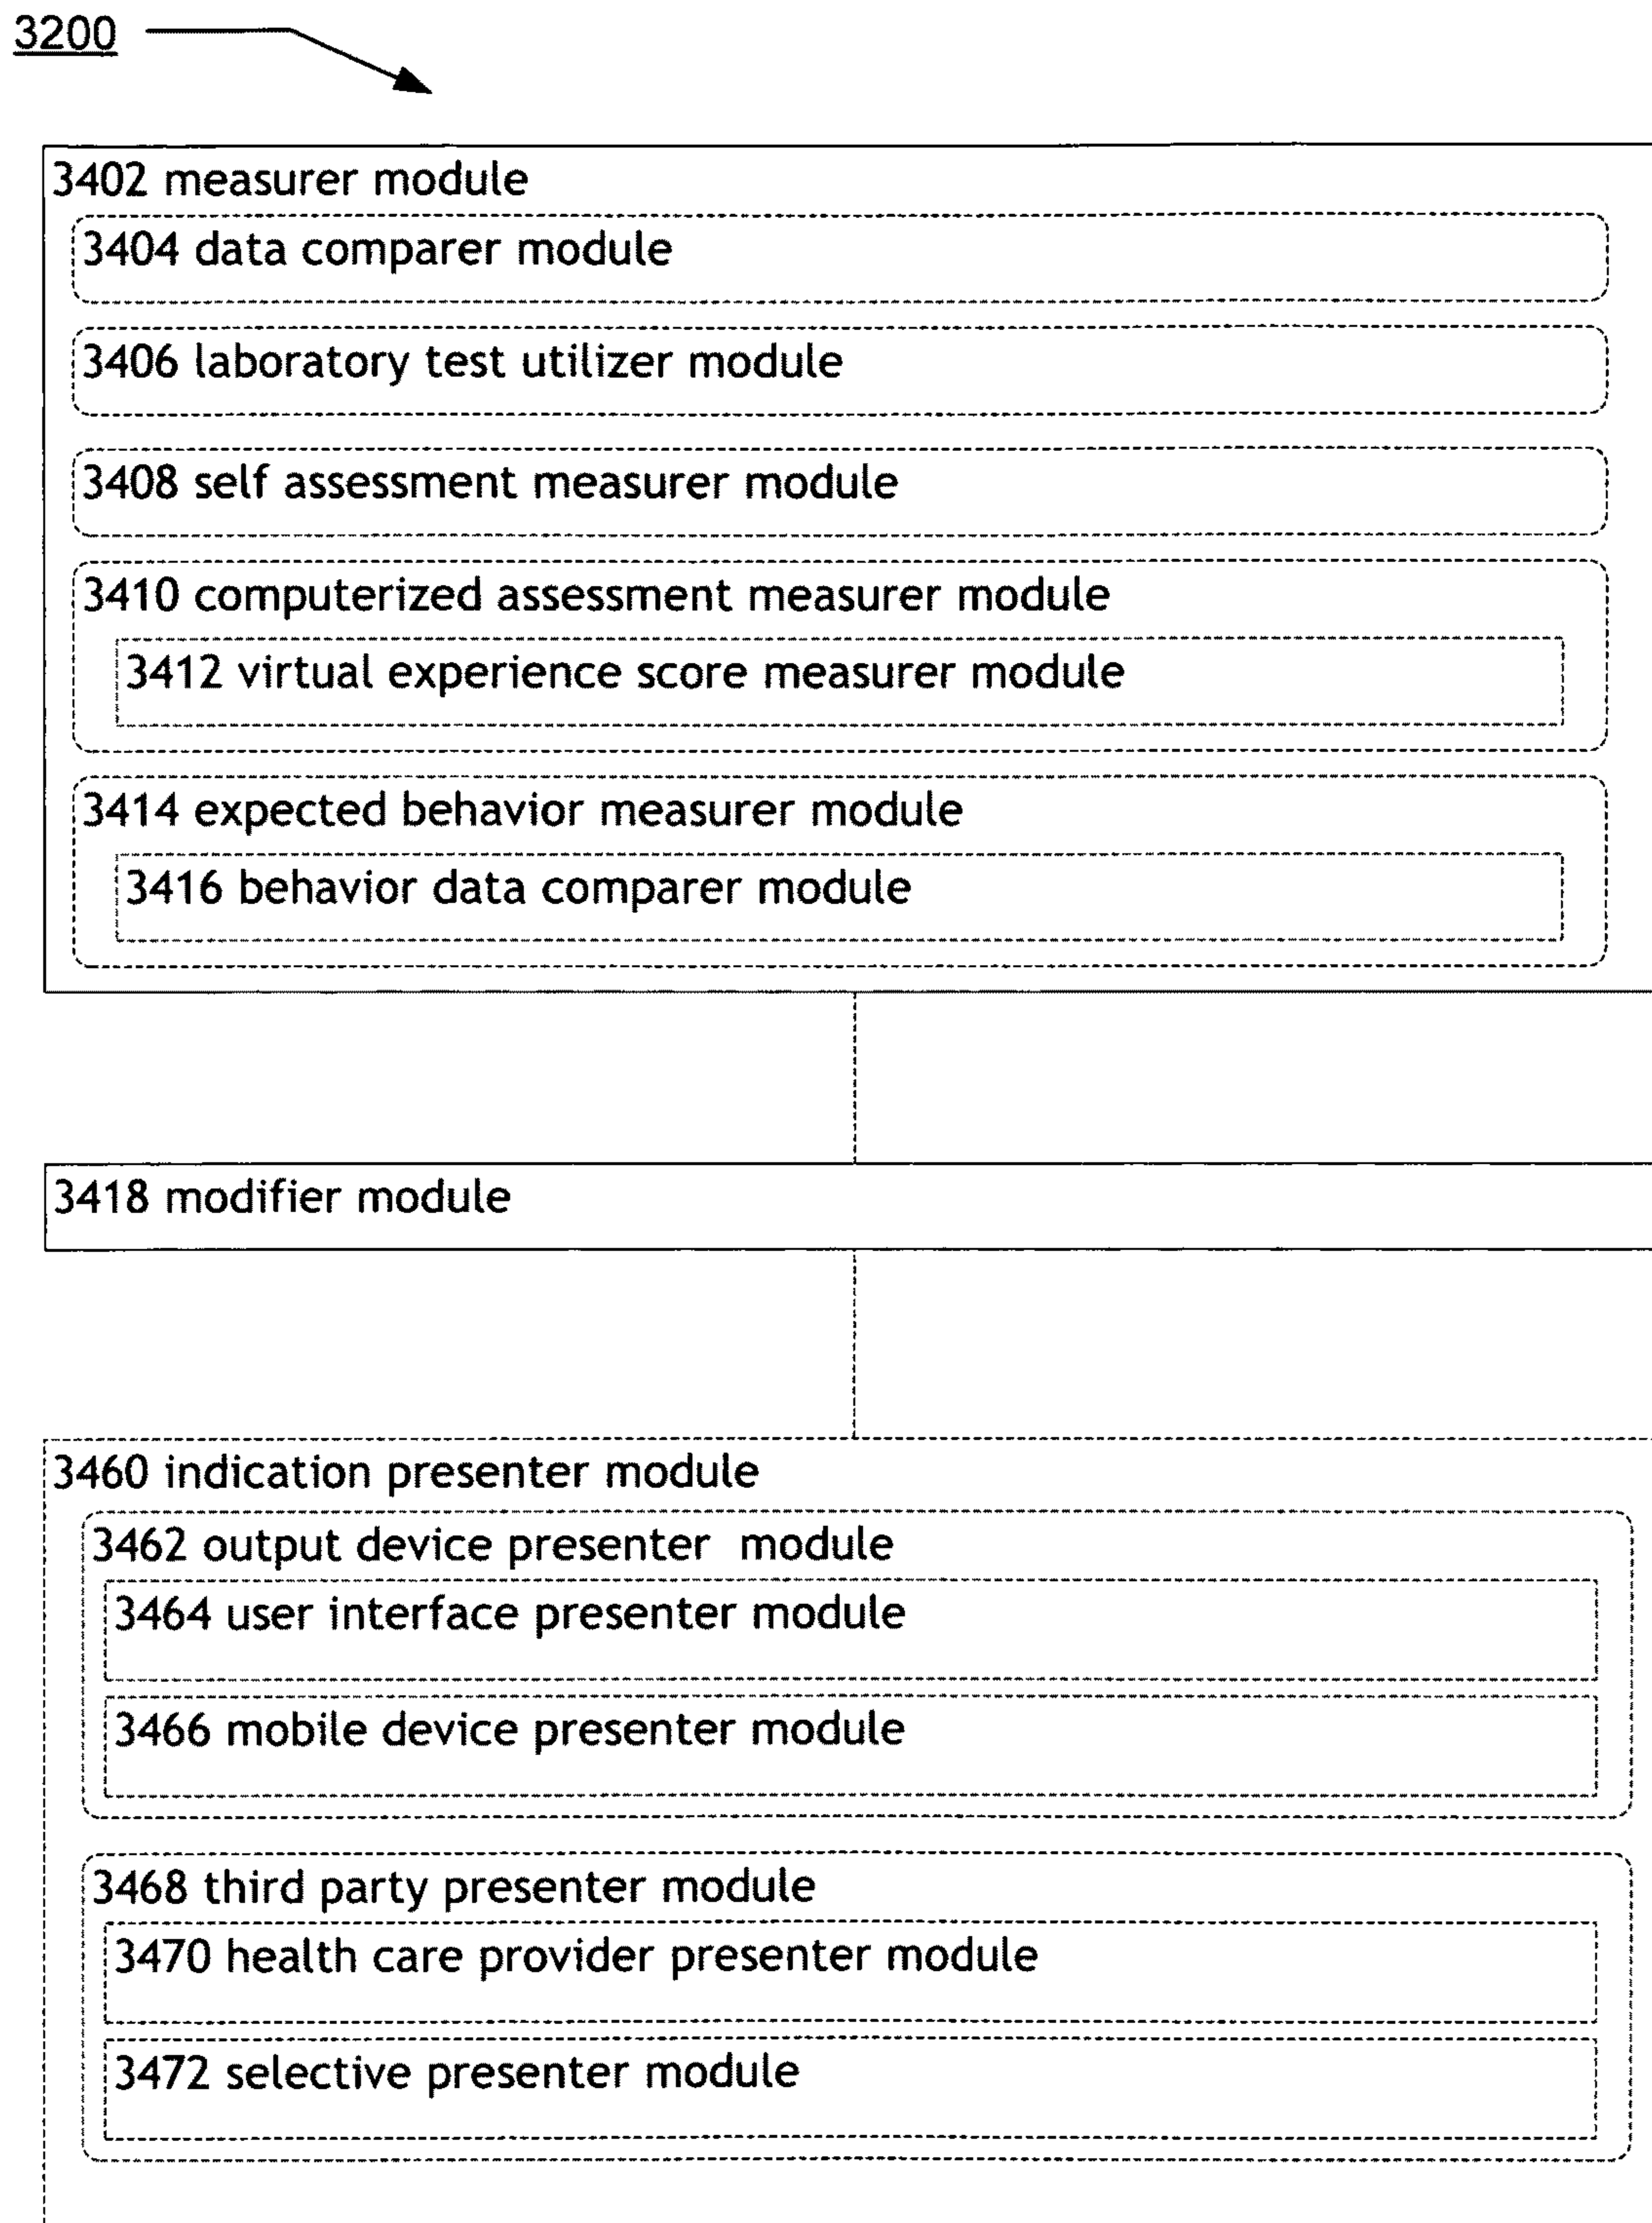 3200
3402 measurer module
3404 data comparer module
3406 laboratory test utilizer module
3408 self assessment measurer module
3410 computerized assessment measurer module
3412 virtual experience score measurer module
3414 expected behavior measurer module
3416 behavior data comparer module
3418 modifier module
3460 indication presenter module
3462 output device presenter module
3464 user interface presenter module
3466 mobile device presenter module
3468 third party presenter module
3470 health care provider presenter module
3472 selective presenter module